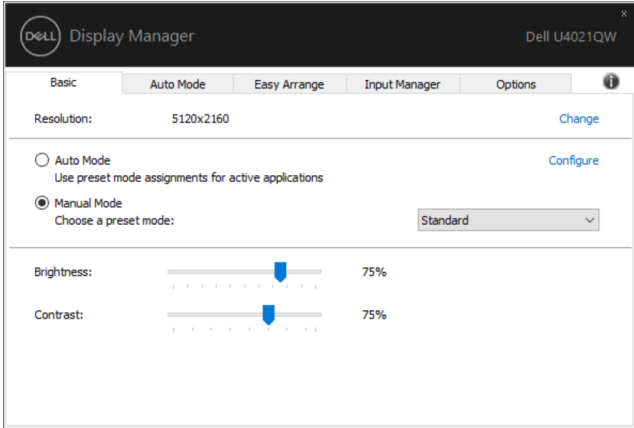 x
DELL Display Manager Dell U4021QW
Basic Auto Mode Easy Arrange Input Manager Options i
Resolution: 5120x2160 Change
Auto Mode Configure
Use preset mode assignments for active applications
Manual Mode
Choose a preset mode: Standard
Brightness: 75%
Contrast: 75%